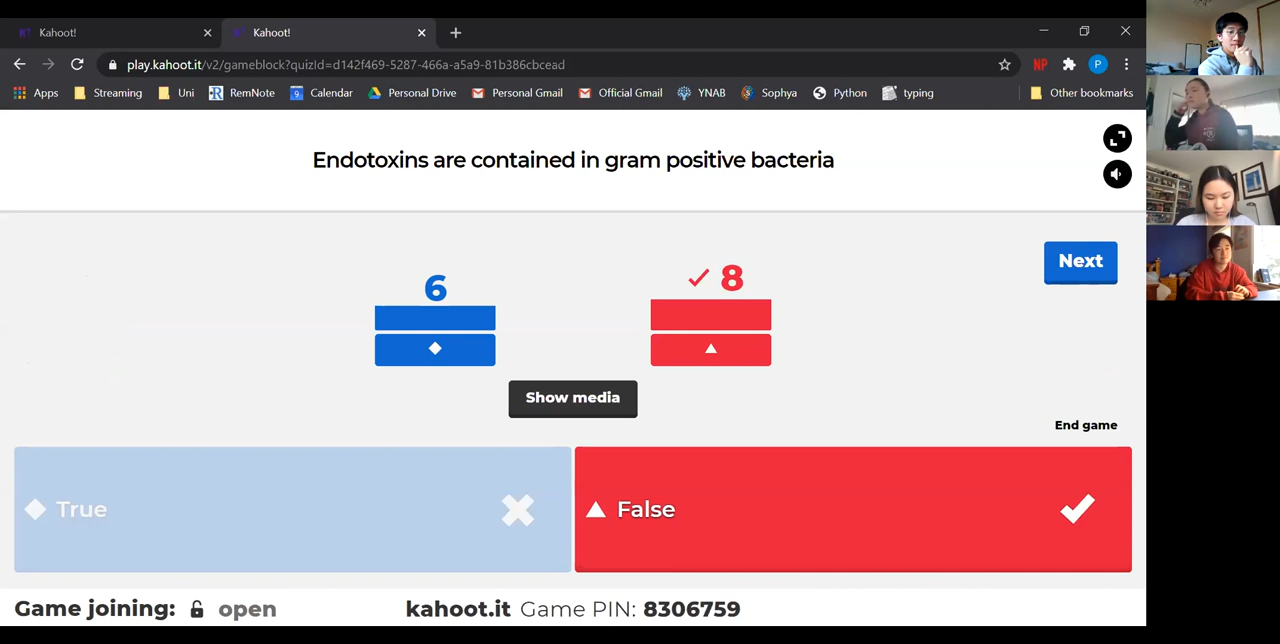 Kahoot!
Kahoot!
play.kahoot.it/v2/gameblock?quizId=d142f469-5287-466a-a5a9-81b386cbcead
NP
P
Apps Streaming Uni RemNote Calendar Personal Drive Personal Gmail Official Gmail YNAB Sophya Python typing Other bookmarks
Endotoxins are contained in gram positive bacteria
6
8
Next
Show media
End game
True
False
Game joining: open kahoot.it Game PIN: 8306759